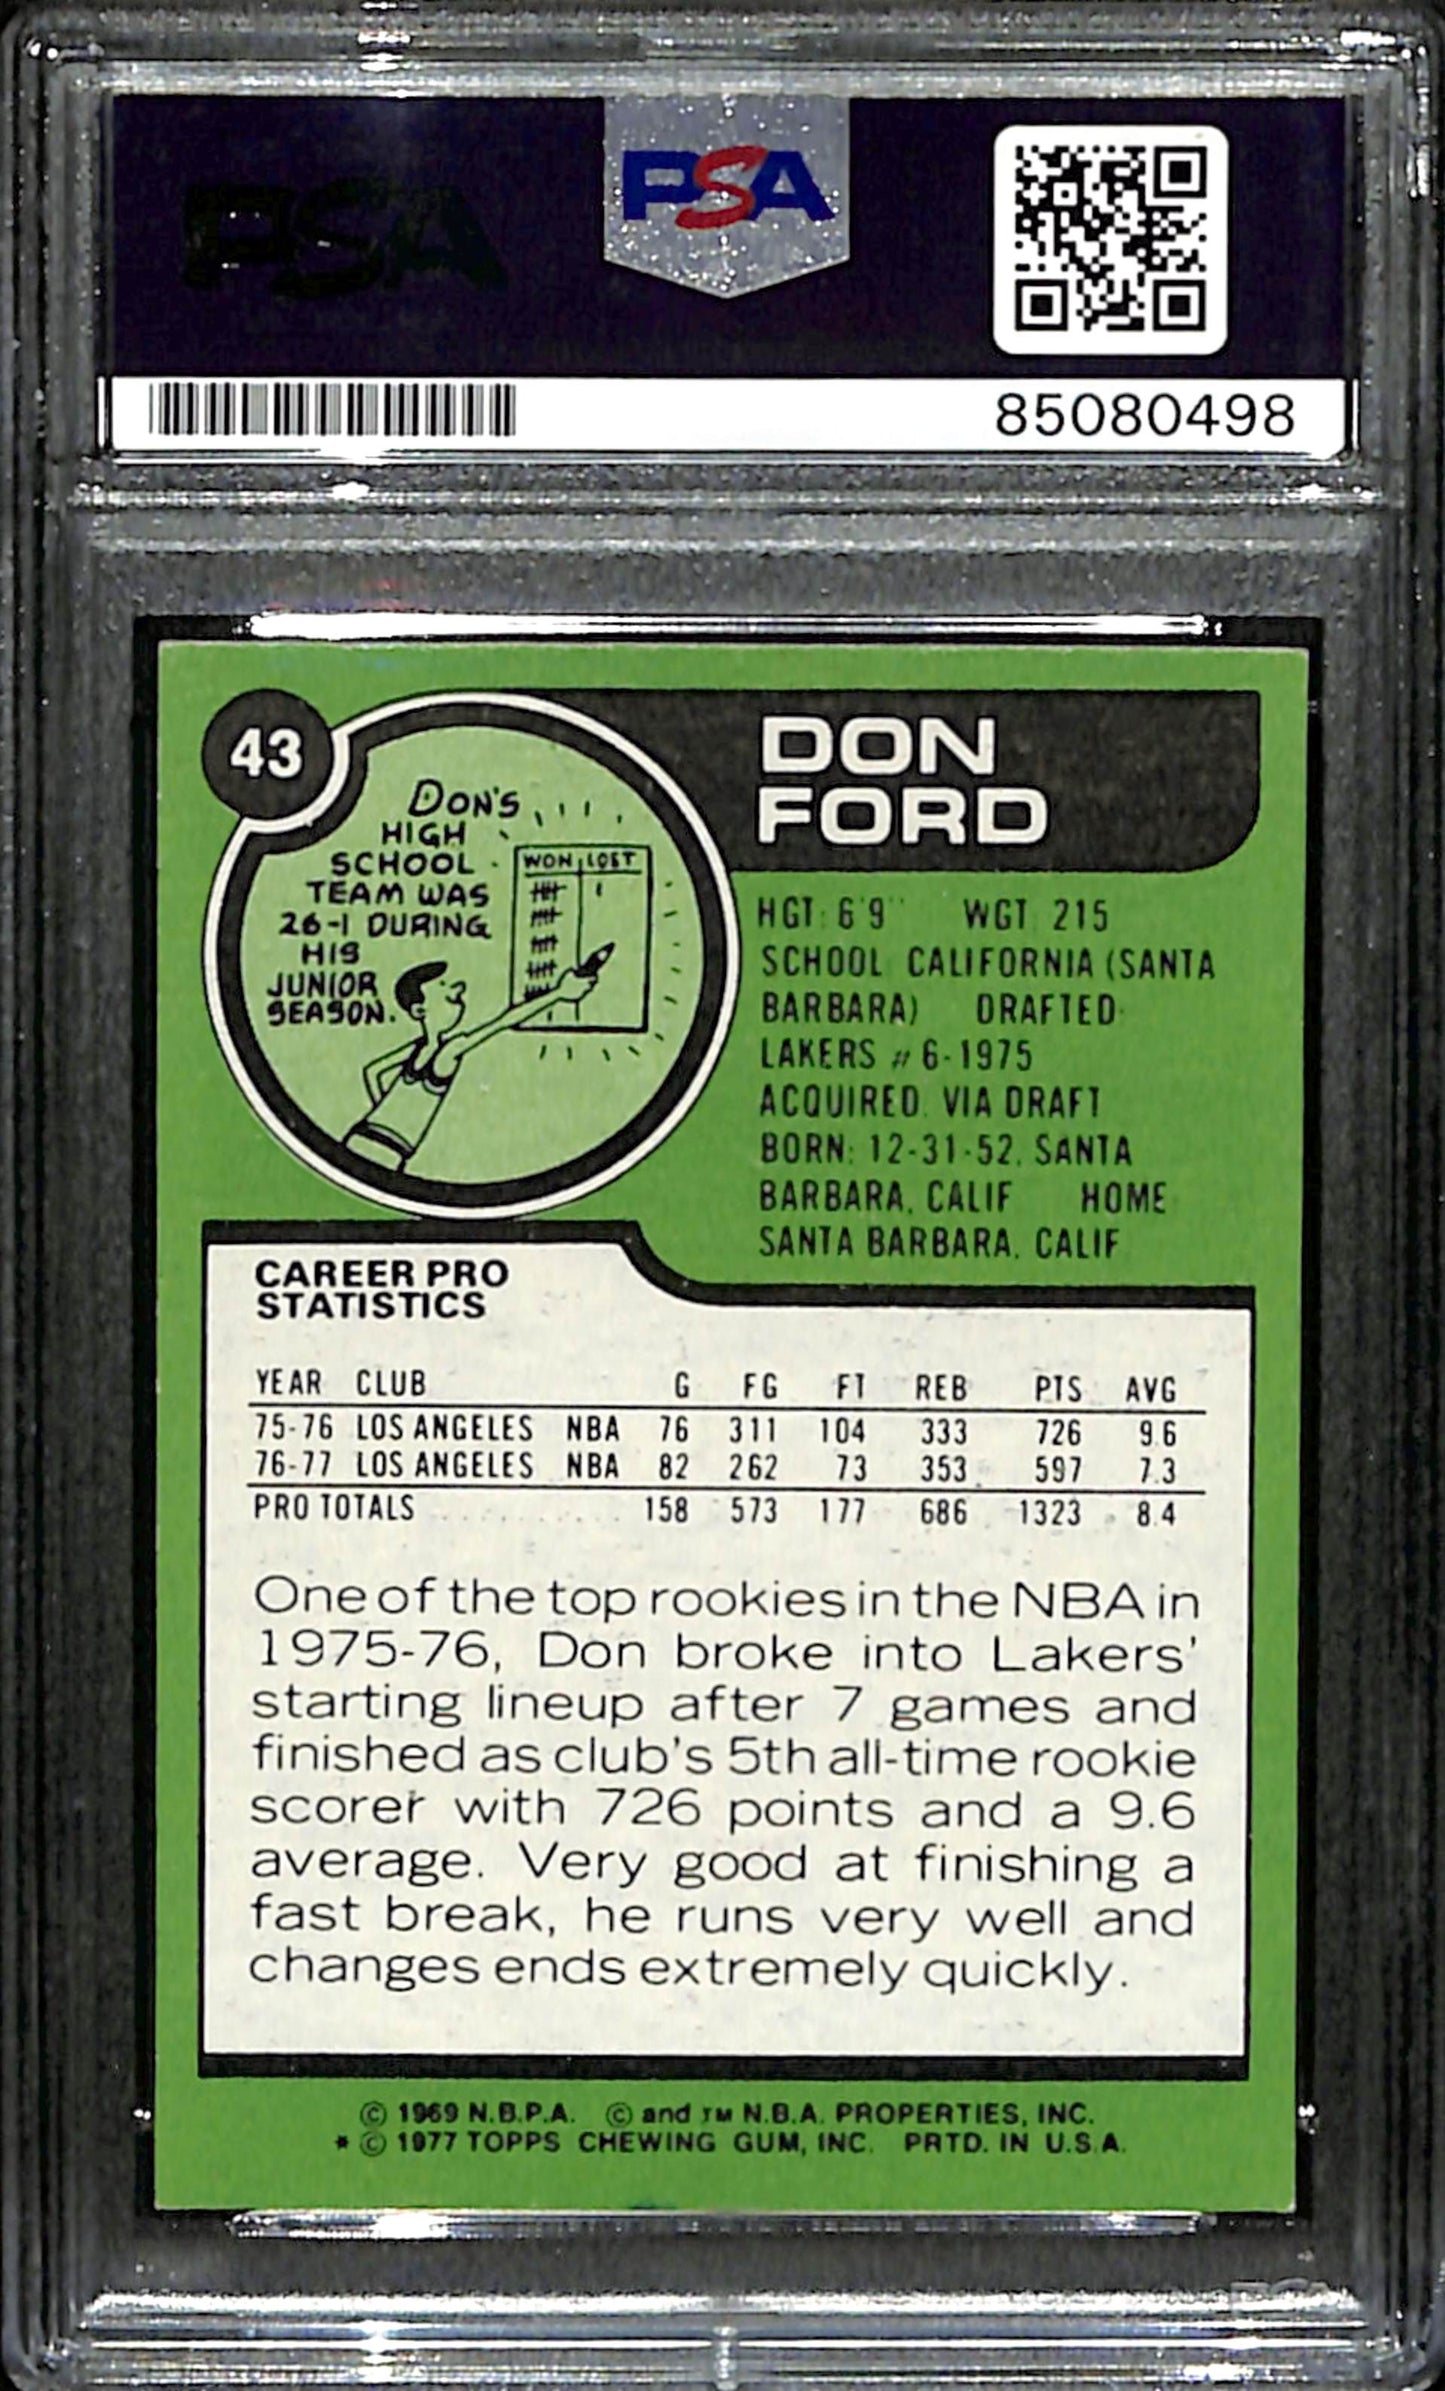 PSA
PSA
85080498
43
DON
FORD
DON'S
HIGH
SCHOOL
TEAM WAS
26-1 DURING
HIS
JUNIOR
SEASON.
WON LOST
HGT: 6'9" WGT 215
SCHOOL CALIFORNIA (SANTA
BARBARA) DRAFTED
LAKERS #6-1975
ACQUIRED. VIA DRAFT
BORN: 12-31-52, SANTA
BARBARA, CALIF HOME
SANTA BARBARA, CALIF
CAREER PRO
STATISTICS
YEAR CLUB G FG FT REB PTS AVG
75-76 LOS ANGELES NBA 76 311 104 333 726 9.6
76-77 LOS ANGELES NBA 82 262 73 353 597 7.3
PRO TOTALS 158 573 177 686 1323 8.4
One of the top rookies in the NBA in
1975-76, Don broke into Lakers'
starting lineup after 7 games and
finished as club's 5th all-time rookie
scorer with 726 points and a 9.6
average. Very good at finishing a
fast break, he runs very well and
changes ends extremely quickly.
© 1969 N.B.P.A. © and TM N.B.A. PROPERTIES, INC.
* © 1977 TOPPS CHEWING GUM, INC. PRTD. IN U.S.A.